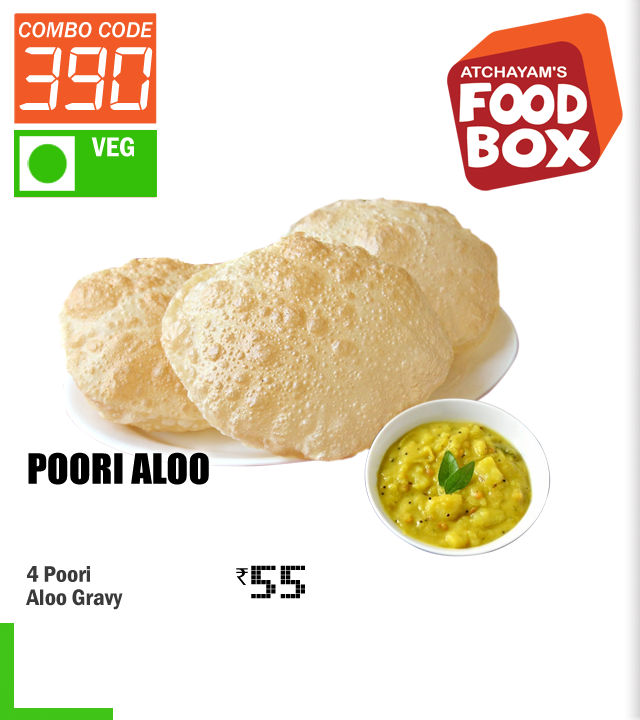 COMBO CODE
390
VEG
ATCHAYAM'S
FOOD
BOX
POORI ALOO
4 Poori
Aloo Gravy
₹55